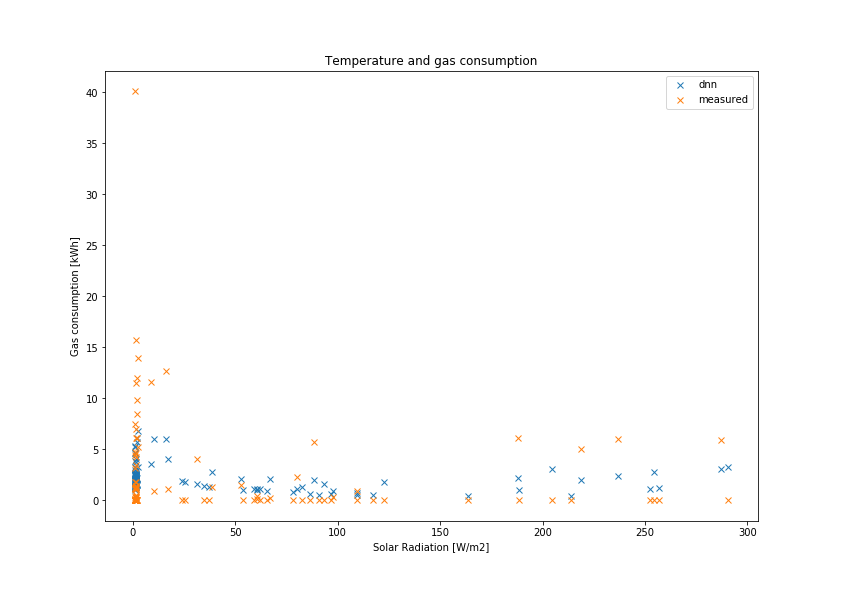 Temperature and gas consumption
dnn
measured
40
35
30
25
20
15
10
5
0
Gas consumption [kWh]
0 50 100 150 200 250 300
Solar Radiation [W/m2]